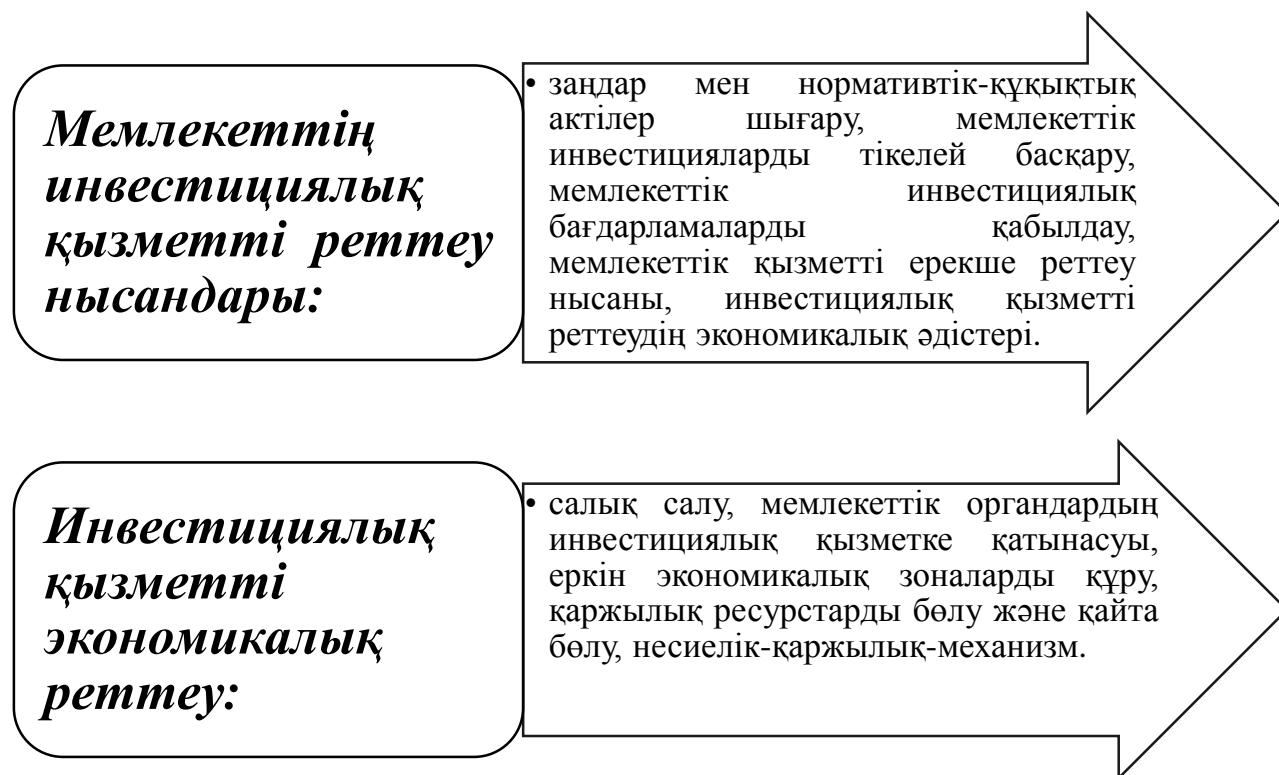 Мемлекеттің
инвестициялық
қызметті реттеу
нысандары:
• заңдар мен нормативтік-құқықтық
актілер шығару, мемлекеттік
инвестицияларды тікелей басқару,
мемлекеттік инвестициялық
бағдарламаларды қабылдау,
мемлекеттік қызметті ерекше реттеу
нысаны, инвестициялық қызметті
реттеудің экономикалық әдістері.
Инвестициялық
қызметті
экономикалық
реттеу:
• салық салу, мемлекеттік органдардың
инвестициялық қызметке қатынасуы,
еркін экономикалық зоналарды құру,
қаржылық ресурстарды бөлу және қайта
бөлу, несиелік-қаржылық-механизм.